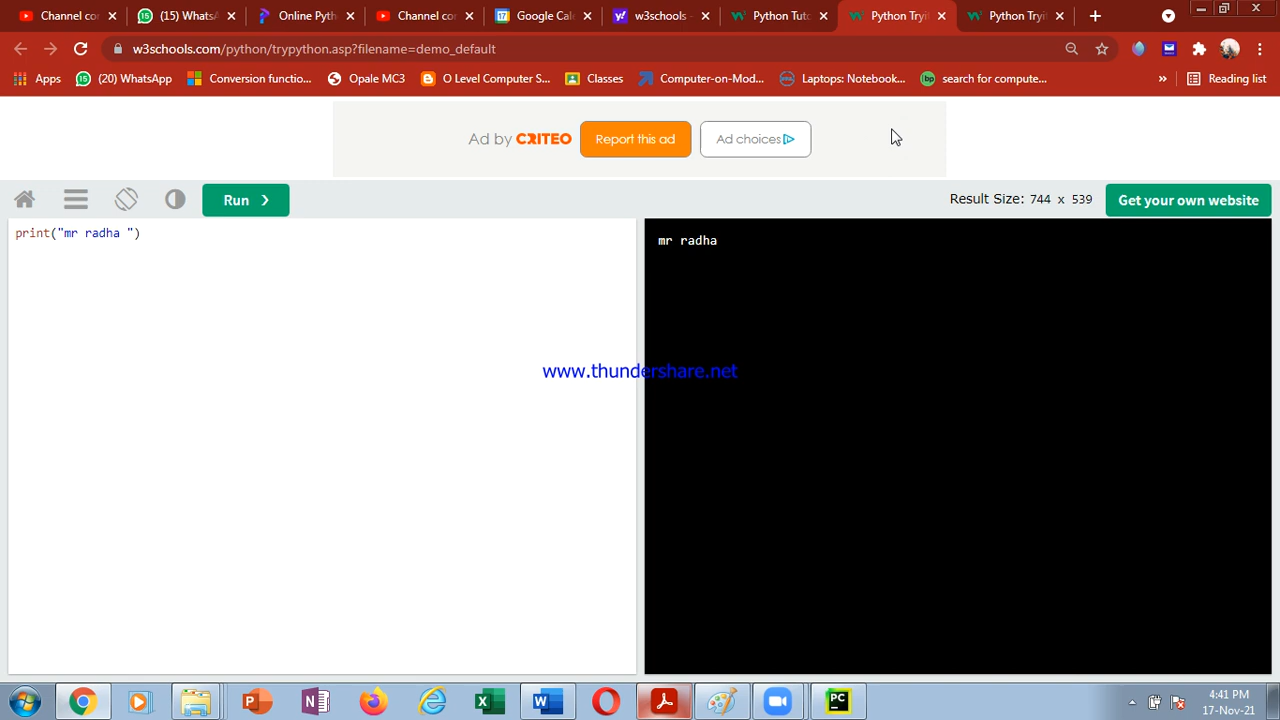 Channel co
(15) Whats
Online Pyth
Channel co
Google Cal
w3schools
Python Tuto
Python Tryi
Python Tryi
w3schools.com/python/trypython.asp?filename=demo_default
Apps
(20) WhatsApp
Conversion functio...
Opale MC3
O Level Computer S...
Classes
Computer-on-Mod...
Laptops: Notebook...
search for compute...
»
Reading list
Ad by CRITEO
Report this ad
Ad choices
Run ❯
Result Size: 744 x 539
Get your own website
print("mr radha ")
mr radha
www.thundershare.net
4:41 PM
17-Nov-21